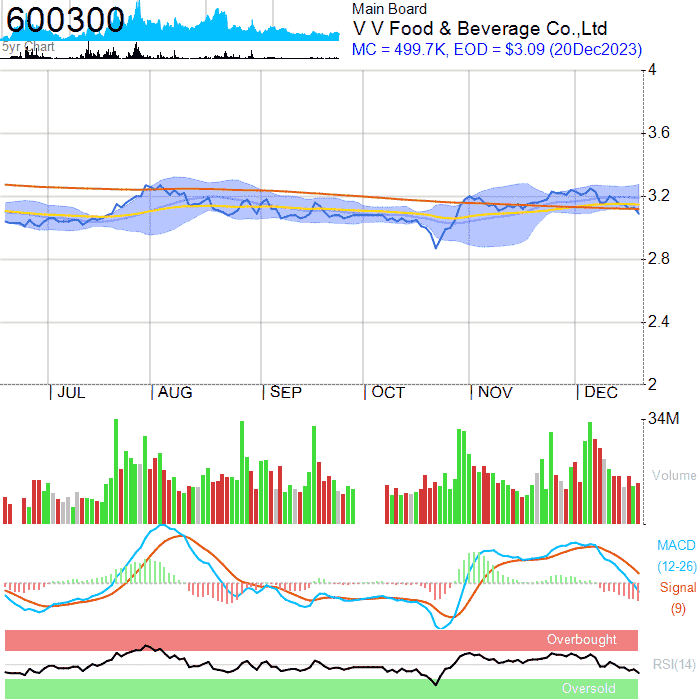 600300
5yr Chart
Main Board
V V Food & Beverage Co.,Ltd
MC = 499.7K, EOD = $3.09 (20Dec2023)
4
3.6
3.2
2.8
2.4
2
JUL AUG SEP OCT NOV DEC
34M
Volume
MACD
(12-26)
Signal
(9)
Overbought
RSI(14)
Oversold